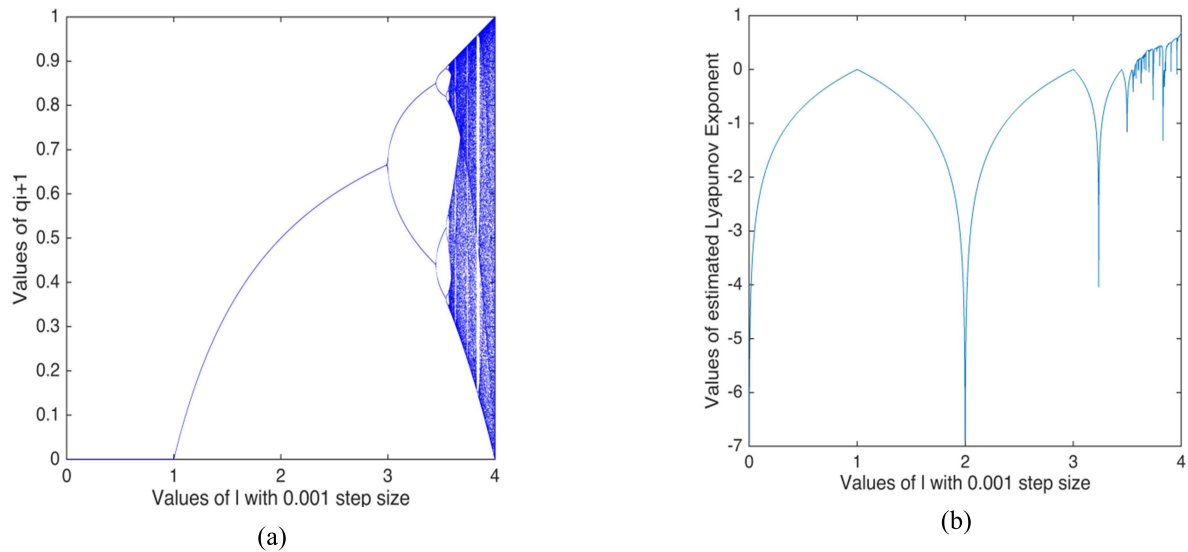 1
0.9
0.8
0.7
0.6
0.5
0.4
0.3
0.2
0.1
0
Values of qi+1
0 1 2 3 4
Values of l with 0.001 step size
(a)
1
0
-1
-2
-3
-4
-5
-6
-7
Values of estimated Lyapunov Exponent
0 1 2 3 4
Values of l with 0.001 step size
(b)